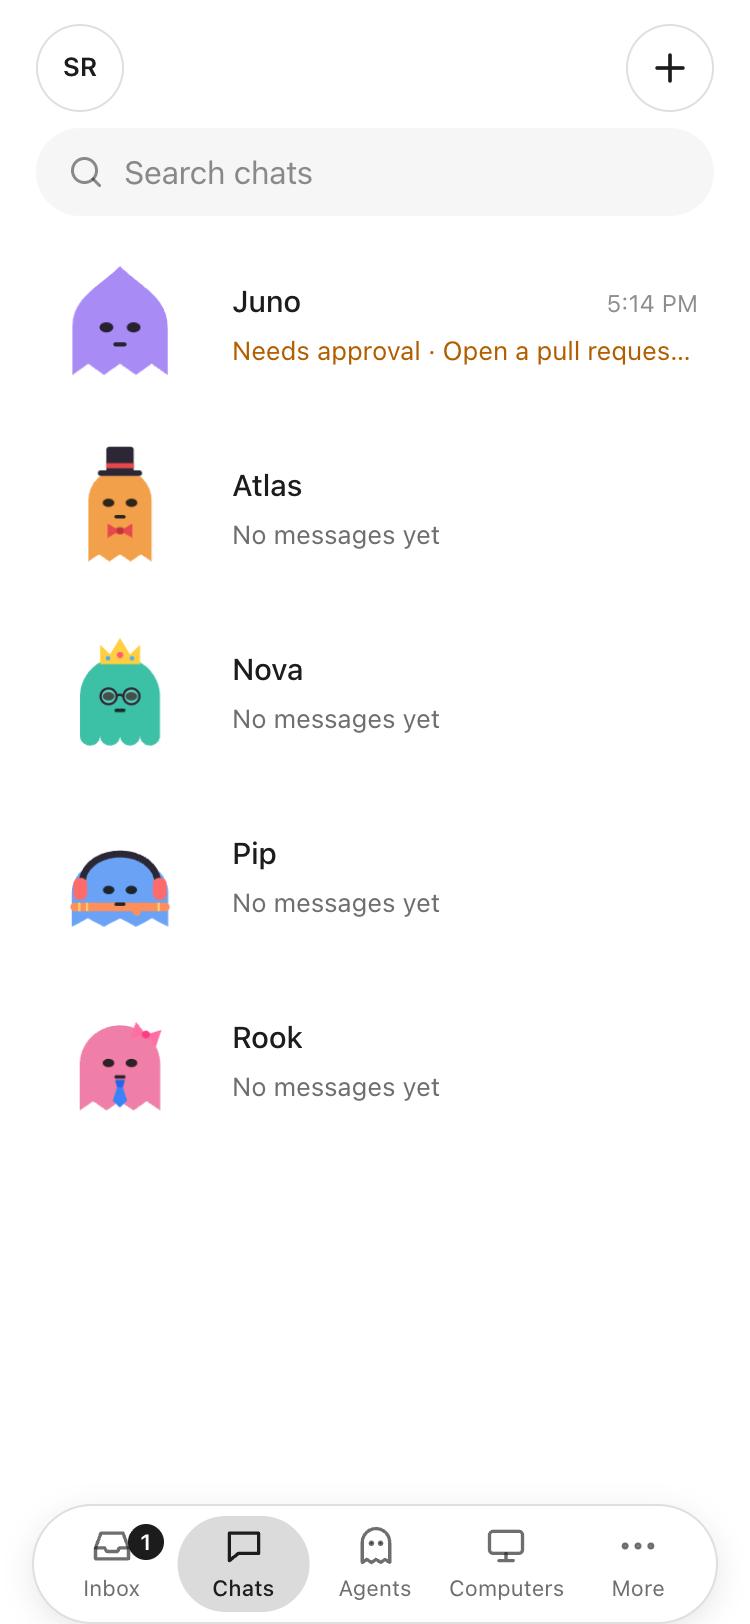 SR
Search chats
Juno
5:14 PM
Needs approval · Open a pull reques...
Atlas
No messages yet
Nova
No messages yet
Pip
No messages yet
Rook
No messages yet
1
Inbox
Chats
Agents
Computers
More